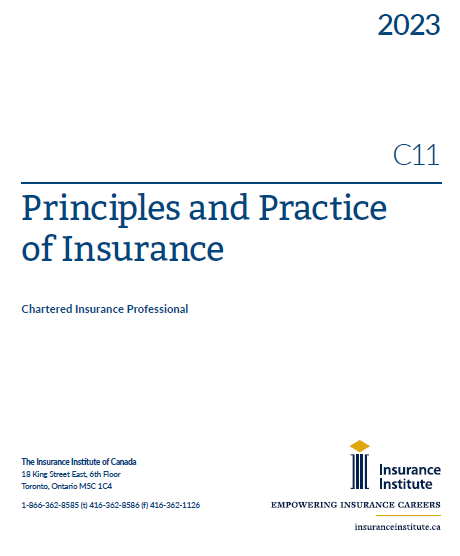 2023
C11
Principles and Practice
of Insurance
Chartered Insurance Professional
The Insurance Institute of Canada
18 King Street East, 6th Floor
Toronto, Ontario M5C 1C4
1-866-362-8585 (t) 416-362-8586 (f) 416-362-1126
Insurance
Institute
EMPOWERING INSURANCE CAREERS
insuranceinstitute.ca